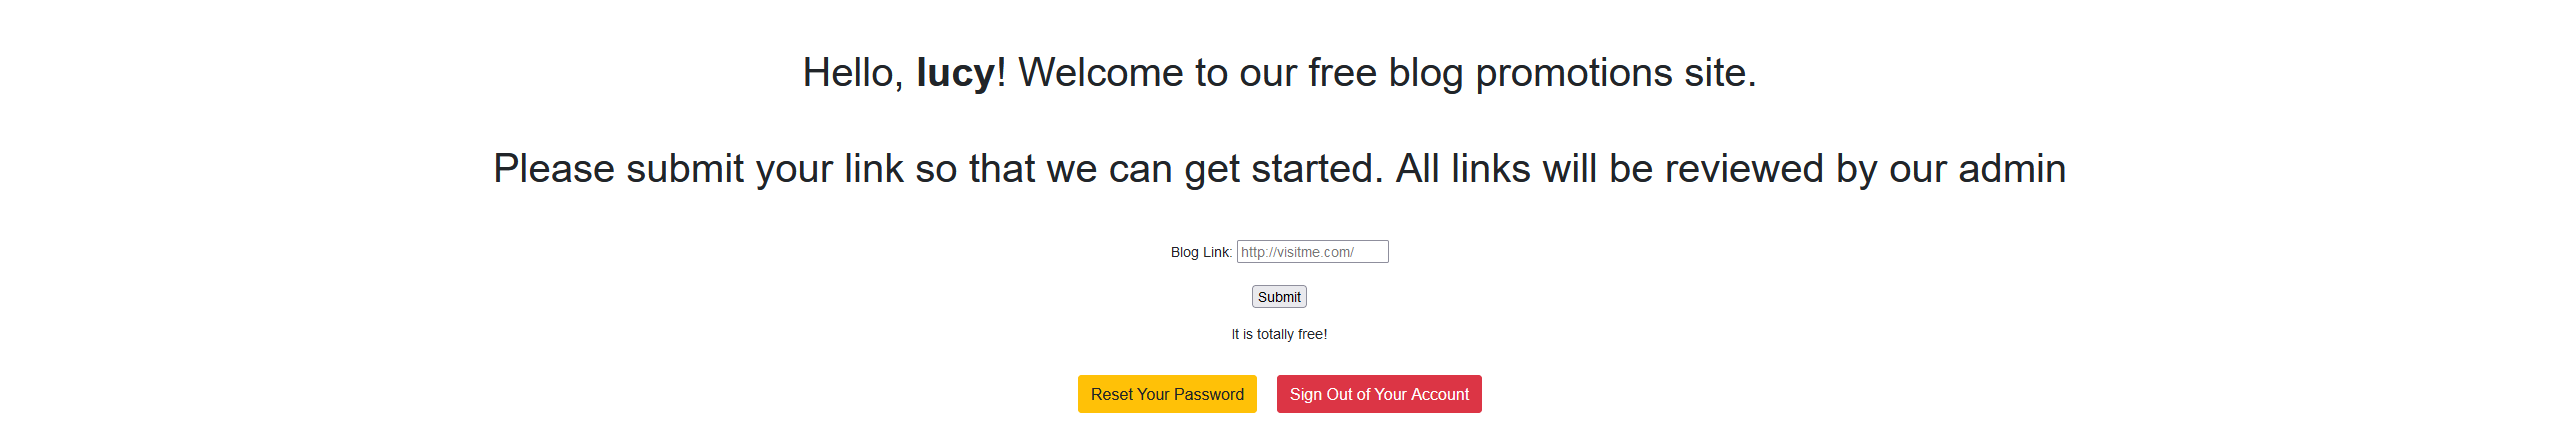 Hello, lucy! Welcome to our free blog promotions site.
Please submit your link so that we can get started. All links will be reviewed by our admin
Blog Link: http://visitme.com/
Submit
It is totally free!
Reset Your Password Sign Out of Your Account